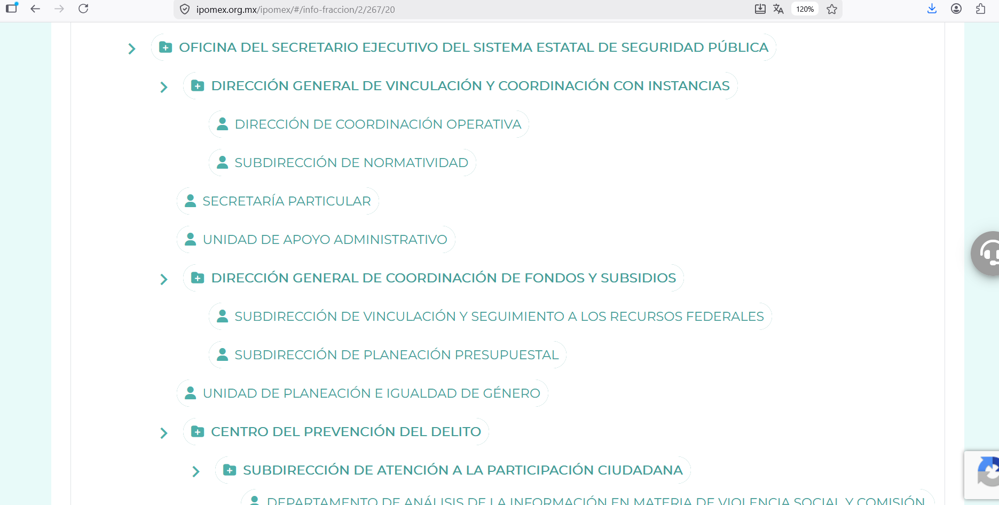 ipomex.org.mx/ipomex/#/info-fraccion/2/267/20
120%
OFICINA DEL SECRETARIO EJECUTIVO DEL SISTEMA ESTATAL DE SEGURIDAD PÚBLICA
DIRECCIÓN GENERAL DE VINCULACIÓN Y COORDINACIÓN CON INSTANCIAS
DIRECCIÓN DE COORDINACIÓN OPERATIVA
SUBDIRECCIÓN DE NORMATIVIDAD
SECRETARÍA PARTICULAR
UNIDAD DE APOYO ADMINISTRATIVO
DIRECCIÓN GENERAL DE COORDINACIÓN DE FONDOS Y SUBSIDIOS
SUBDIRECCIÓN DE VINCULACIÓN Y SEGUIMIENTO A LOS RECURSOS FEDERALES
SUBDIRECCIÓN DE PLANEACIÓN PRESUPUESTAL
UNIDAD DE PLANEACIÓN E IGUALDAD DE GÉNERO
CENTRO DEL PREVENCIÓN DEL DELITO
SUBDIRECCIÓN DE ATENCIÓN A LA PARTICIPACIÓN CIUDADANA
DEPARTAMENTO DE ANÁLISIS DE LA INFORMACIÓN EN MATERIA DE VIOLENCIA SOCIAL Y COMISIÓN